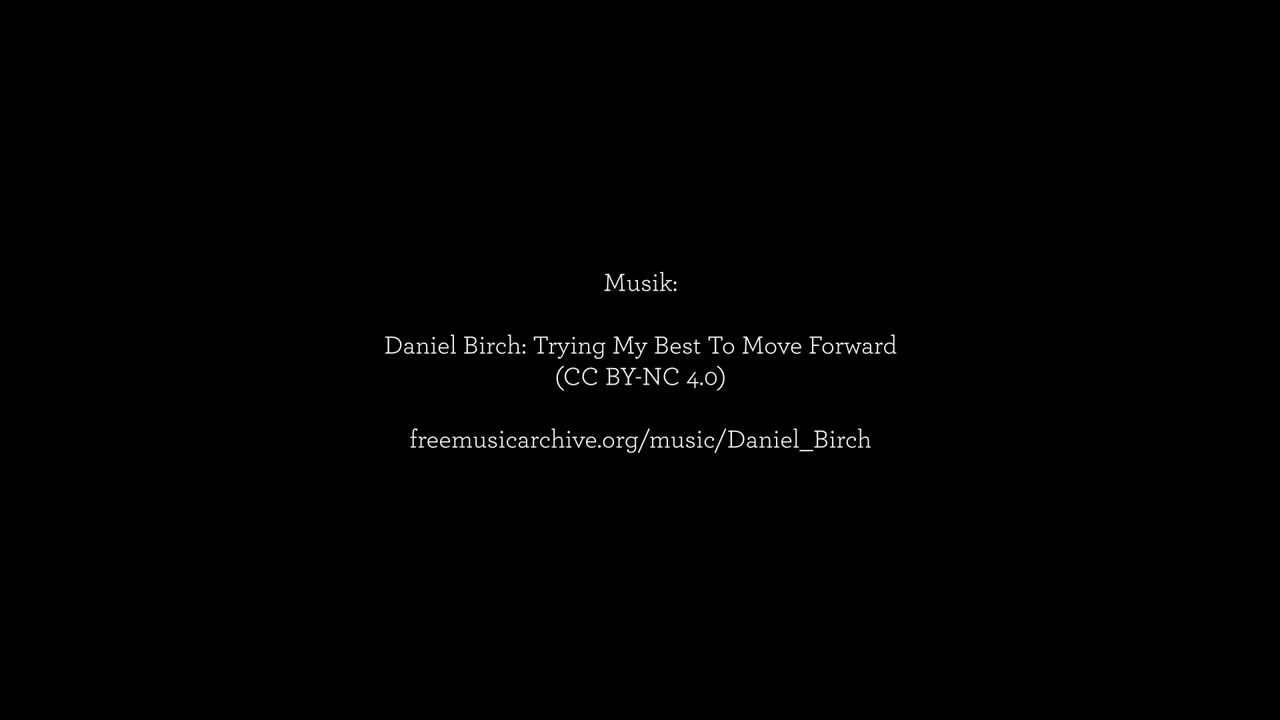 Musik:
Daniel Birch: Trying My Best To Move Forward
(CC BY-NC 4.0)
freemusicarchive.org/music/Daniel_Birch